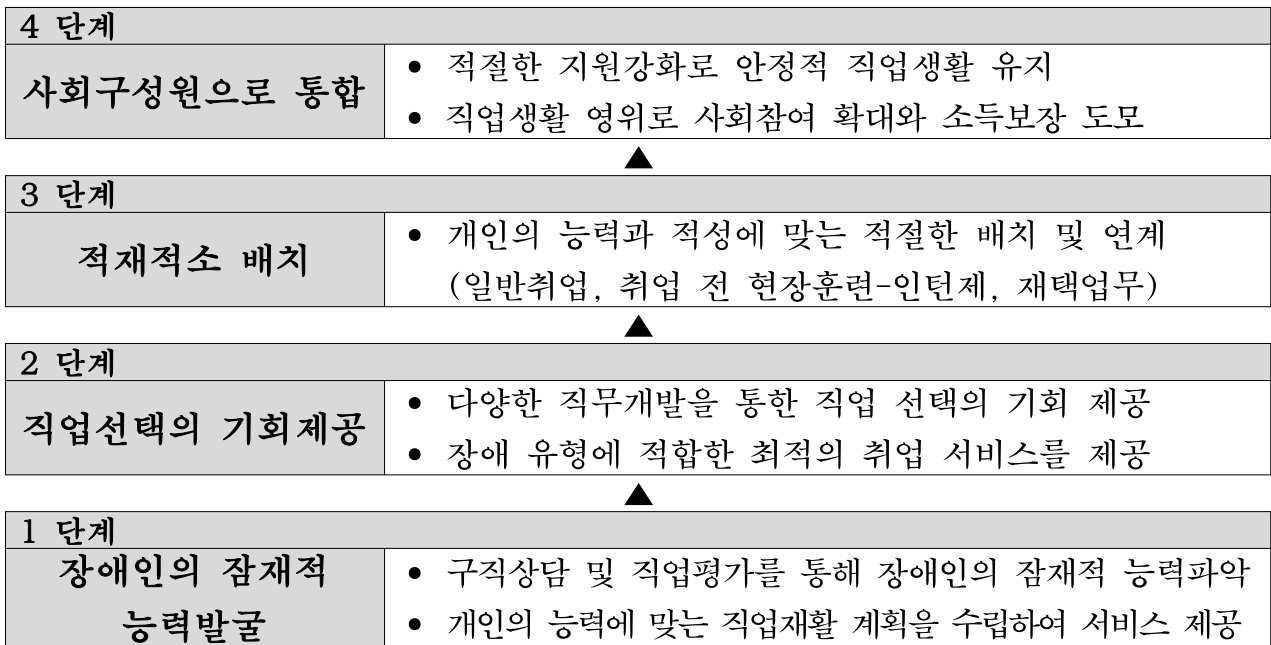 4 단계
사회구성원으로 통합
• 적절한 지원강화로 안정적 직업생활 유지
• 직업생활 영위로 사회참여 확대와 소득보장 도모
▲
3 단계
적재적소 배치
• 개인의 능력과 적성에 맞는 적절한 배치 및 연계
(일반취업, 취업 전 현장훈련-인턴제, 재택업무)
▲
2 단계
직업선택의 기회제공
• 다양한 직무개발을 통한 직업 선택의 기회 제공
• 장애 유형에 적합한 최적의 취업 서비스를 제공
▲
1 단계
장애인의 잠재적
능력발굴
• 구직상담 및 직업평가를 통해 장애인의 잠재적 능력파악
• 개인의 능력에 맞는 직업재활 계획을 수립하여 서비스 제공